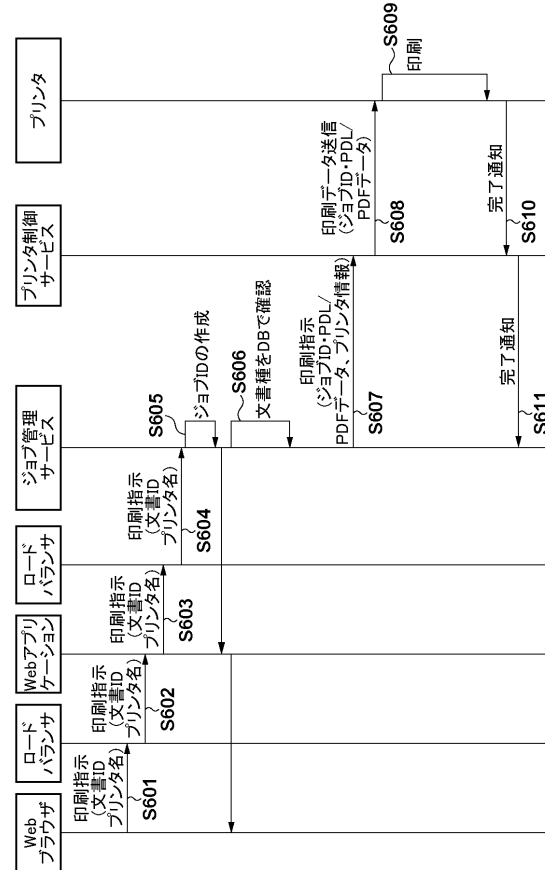 Web
ブラウザ
ロード
バランサ
Webアプリ
ケーション
ロード
バランサ
ジョブ管理
サービス
プリンタ制御
サービス
プリンタ
印刷指示
(文書ID
プリンタ名)
S601
印刷指示
(文書ID
プリンタ名)
S602
印刷指示
(文書ID
プリンタ名)
S603
印刷指示
(文書ID
プリンタ名)
S604
S605
ジョブIDの作成
S606
文書種をDBで確認
印刷指示
(ジョブID・PDL/
PDFデータ、プリンタ情報)
S607
印刷データ送信
(ジョブID・PDL/
PDFデータ)
S608
S609
印刷
完了通知
S610
完了通知
S611